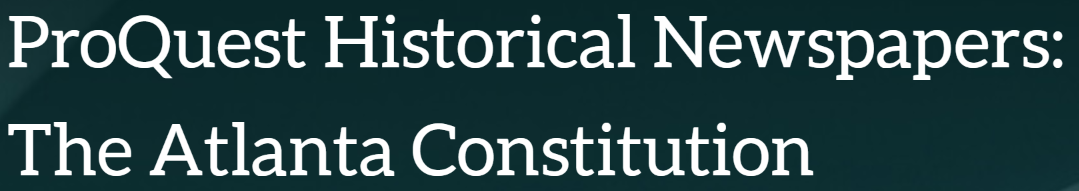 ProQuest Historical Newspapers:
The Atlanta Constitution